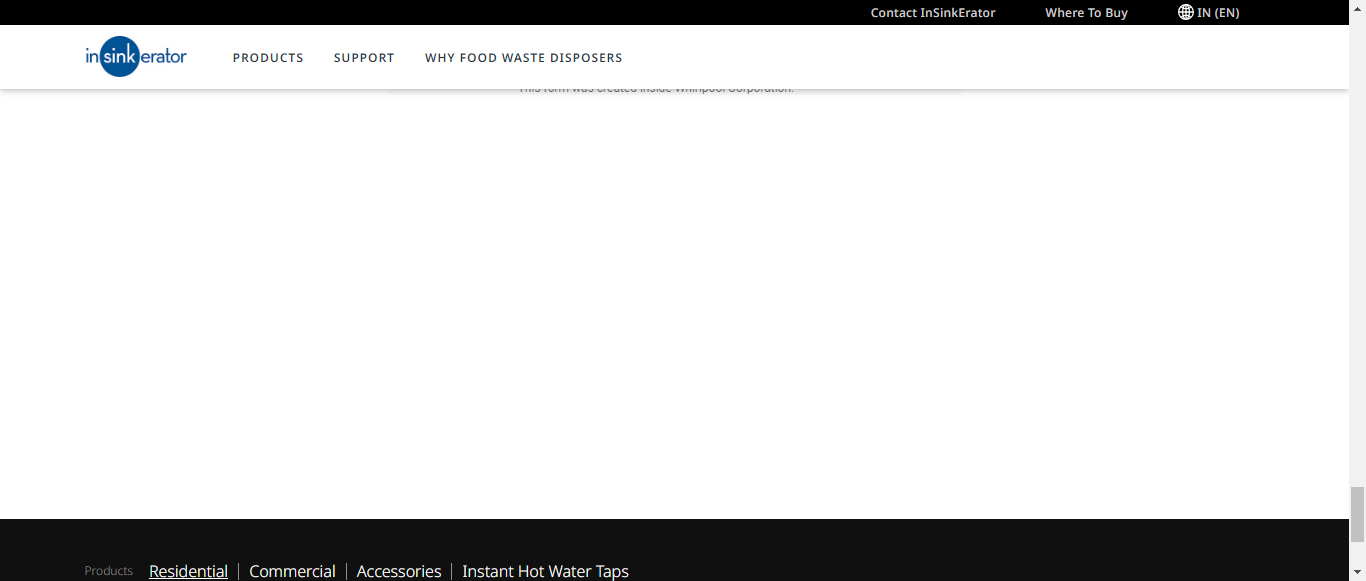 Contact InSinkErator Where To Buy IN (EN)
insinkerator PRODUCTS SUPPORT WHY FOOD WASTE DISPOSERS
This form was created inside Whirlpool Corporation.
Products Residential Commercial Accessories Instant Hot Water Taps